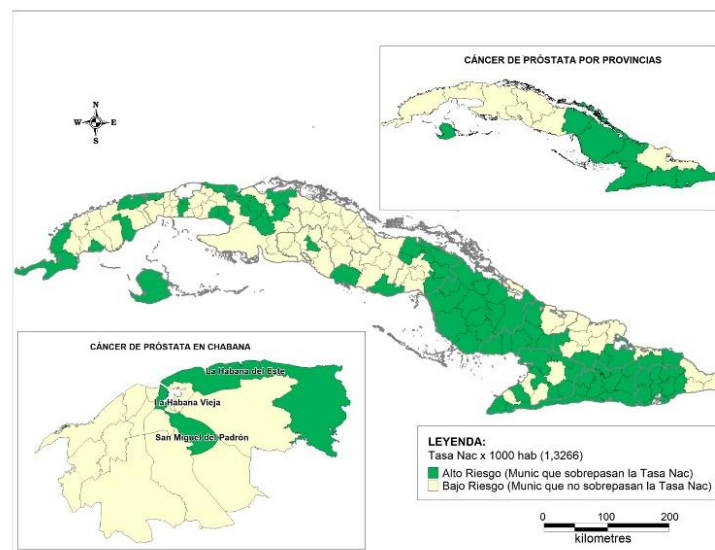 CÁNCER DE PRÓSTATA POR PROVINCIAS
N
W E
S
CÁNCER DE PRÓSTATA EN CHABANA
La Habana del Este
La Habana Vieja
San Miguel del Padrón
LEYENDA:
Tasa Nac x 1000 hab (1,3266)
Alto Riesgo (Munic que sobrepasan la Tasa Nac)
Bajo Riesgo (Munic que no sobrepasan la Tasa Nac)
0 100 200
kilometres